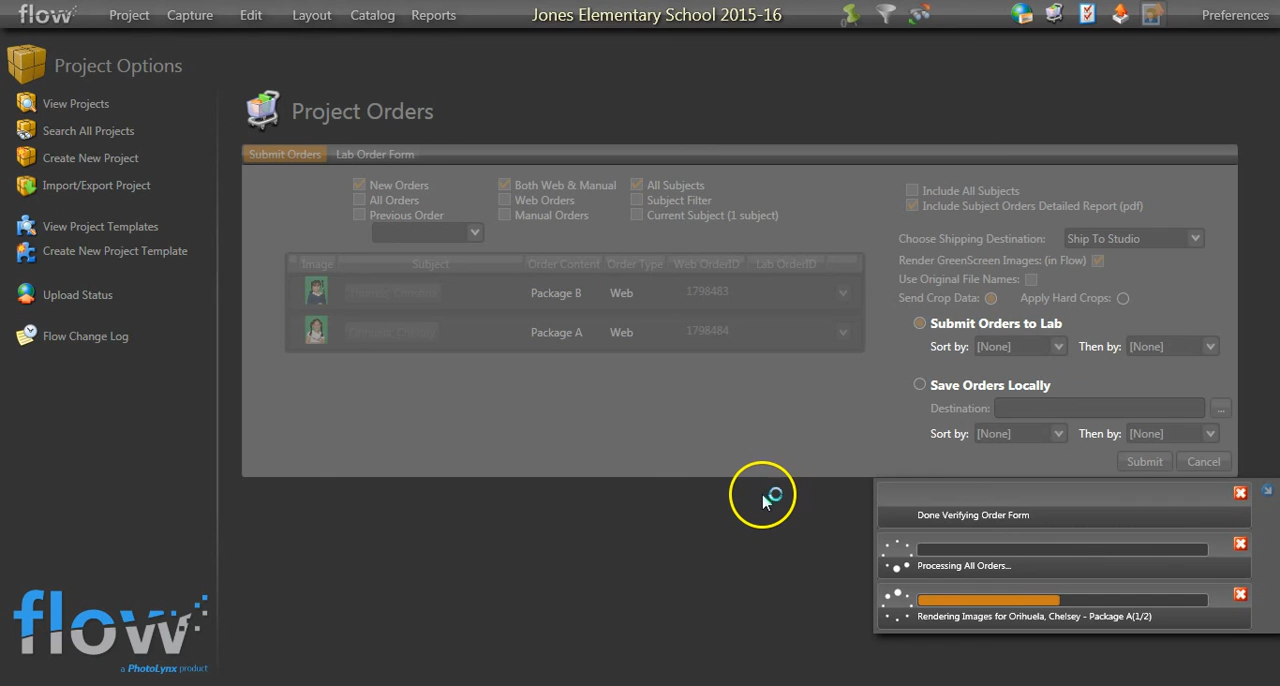 flow Project Capture Edit Layout Catalog Reports Jones Elementary School 2015-16 Preferences
Project Options
View Projects
Search All Projects
Create New Project
Import/Export Project
View Project Templates
Create New Project Template
Upload Status
Flow Change Log
Project Orders
Submit Orders Lab Order Form
New Orders Both Web & Manual All Subjects
All Orders Web Orders Subject Filter
Previous Order Manual Orders Current Subject (1 subject)
Image Subject Order Content Order Type Web OrderID Lab OrderID
Package B Web 1798483
Package A Web 1798484
Include All Subjects
Include Subject Orders Detailed Report (pdf)
Choose Shipping Destination: Ship To Studio
Render GreenScreen Images: (in Flow)
Use Original File Names:
Send Crop Data: Apply Hard Crops:
Submit Orders to Lab
Sort by: [None] Then by: [None]
Save Orders Locally
Destination: ...
Sort by: [None] Then by: [None]
Submit Cancel
Done Verifying Order Form
Processing All Orders...
Rendering Images for Orihuela, Chelsey - Package A(1/2)
flow
a PhotoLynx product